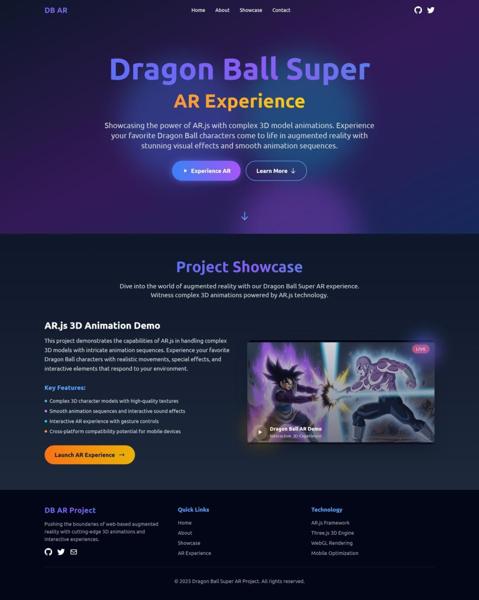 DB AR
Home About Showcase Contact
Dragon Ball Super
AR Experience
Showcasing the power of AR.js with complex 3D model animations. Experience
your favorite Dragon Ball characters come to life in augmented reality with
stunning visual effects and smooth animation sequences.
Experience AR
Learn More
Project Showcase
Dive into the world of augmented reality with our Dragon Ball Super AR experience.
Witness complex 3D animations powered by AR.js technology.
AR.js 3D Animation Demo
This project demonstrates the capabilities of AR.js in handling complex
3D models with intricate animation sequences. Experience your favorite
Dragon Ball characters with realistic movements, special effects, and
interactive elements that respond to your environment.
Key Features:
Complex 3D character models with high-quality textures
Smooth animation sequences and interactive sound effects
Interactive AR experience with gesture controls
Cross-platform compatibility potential for mobile devices
Launch AR Experience
LIVE
Dragon Ball AR Demo
Interactive 3D Experience
DB AR Project
Pushing the boundaries of web-based augmented
reality with cutting-edge 3D animations and
interactive experiences.
Quick Links
Home
About
Showcase
AR Experience
Technology
AR.js Framework
Three.js 3D Engine
WebGL Rendering
Mobile Optimization
© 2025 Dragon Ball Super AR Project. All rights reserved.